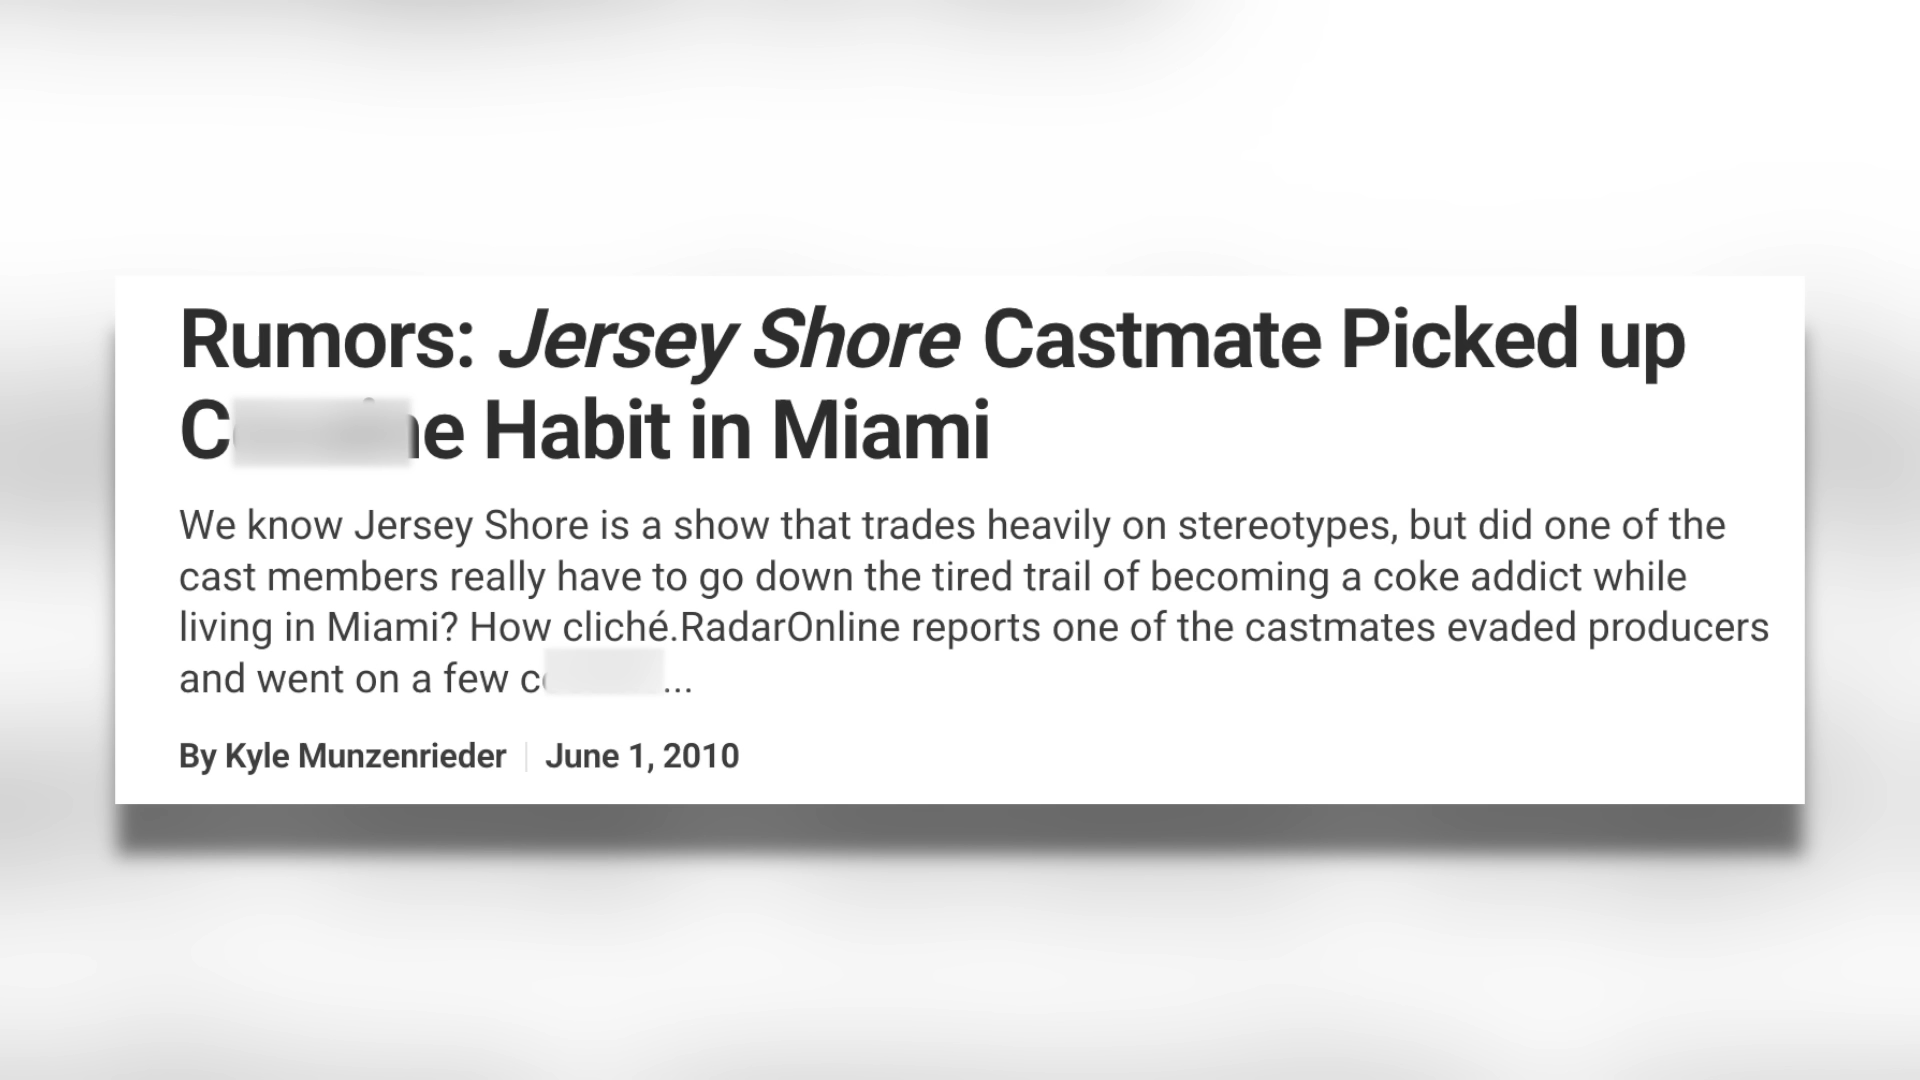 Rumors: Jersey Shore Castmate Picked up
Habit in Miami
We know Jersey Shore is a show that trades heavily on stereotypes, but did one of the
cast members really have to go down the tired trail of becoming a coke addict while
living in Miami? How cliché.RadarOnline reports one of the castmates evaded producers
and went on a few ...
By Kyle Munzenrieder | June 1, 2010